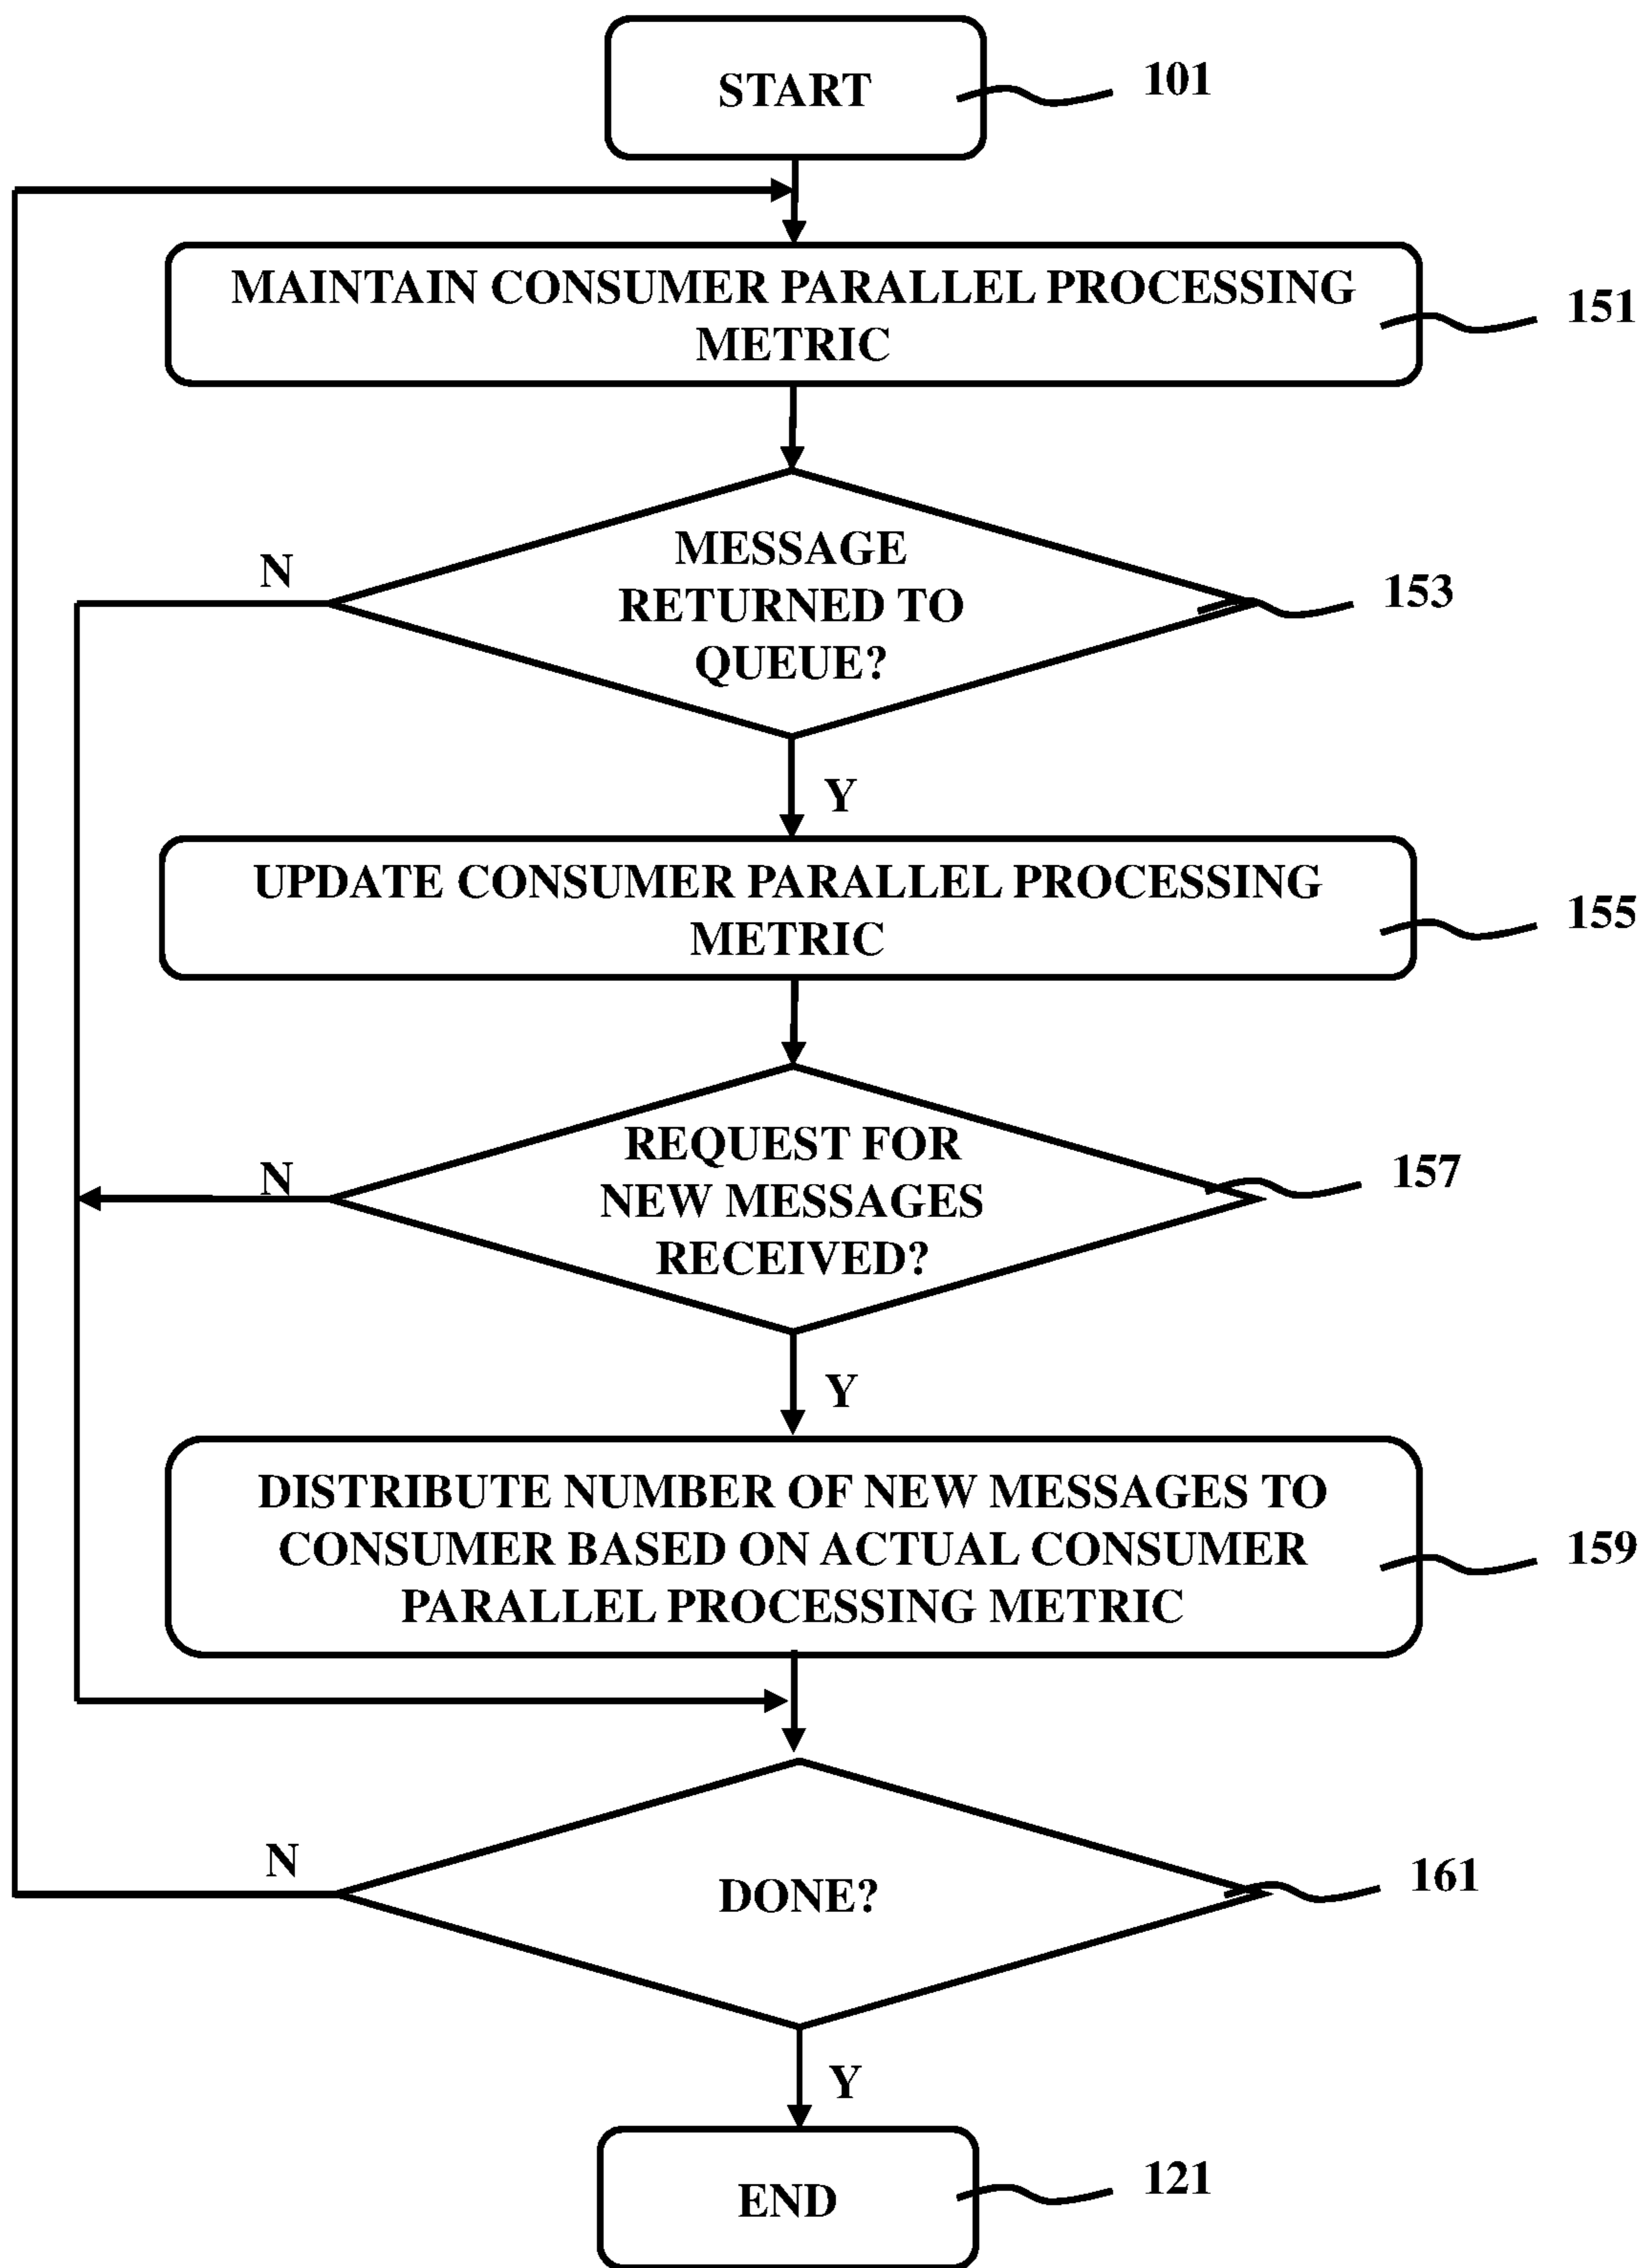 START
101
MAINTAIN CONSUMER PARALLEL PROCESSING
METRIC
151
MESSAGE
RETURNED TO
QUEUE?
N
153
Y
UPDATE CONSUMER PARALLEL PROCESSING
METRIC
155
REQUEST FOR
NEW MESSAGES
RECEIVED?
N
157
Y
DISTRIBUTE NUMBER OF NEW MESSAGES TO
CONSUMER BASED ON ACTUAL CONSUMER
PARALLEL PROCESSING METRIC
159
N
DONE?
161
Y
END
121